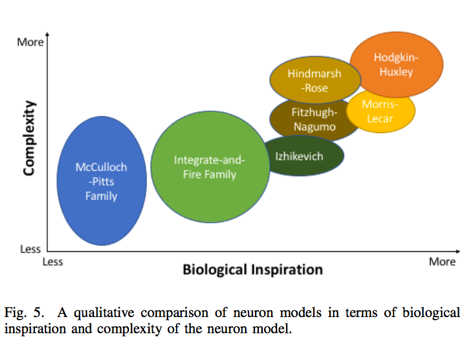 More
Complexity
Less
Less
Biological Inspiration
More
McCulloch
-Pitts
Family
Integrate-and-
Fire Family
Hindmarsh
-Rose
Fitzhugh-
Nagumo
Izhikevich
Hodgkin-
Huxley
Morris-
Lecar
Fig. 5. A qualitative comparison of neuron models in terms of biological
inspiration and complexity of the neuron model.